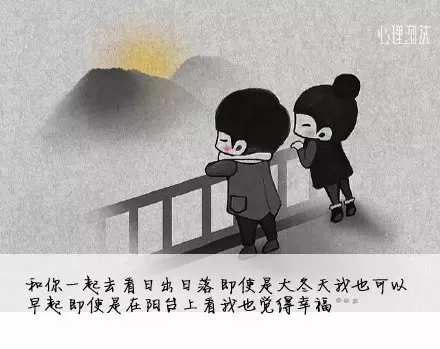 心理测试
和你一起去看日出日落 即使是大冬天我也可以
早起 即使是在阳台上看我也觉得幸福